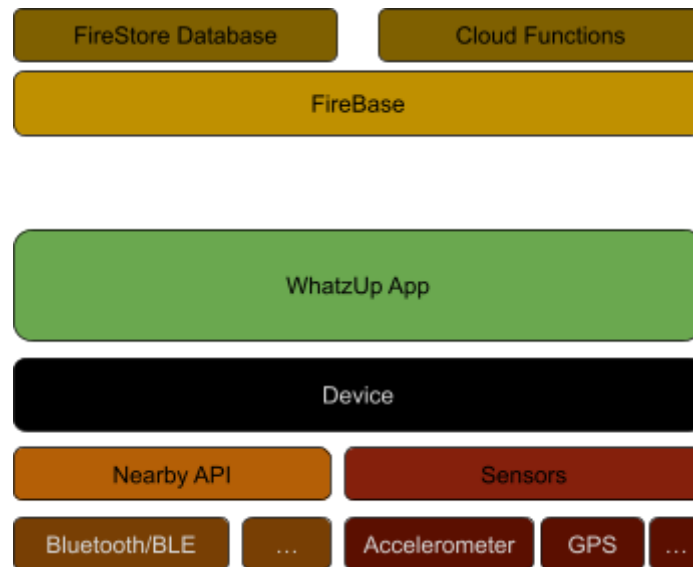 FireStore Database
Cloud Functions
FireBase
WhatzUp App
Device
Nearby API
Sensors
Bluetooth/BLE
...
Accelerometer
GPS
...